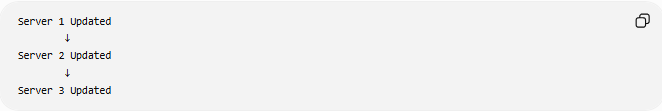 Server 1 Updated
↓
Server 2 Updated
↓
Server 3 Updated